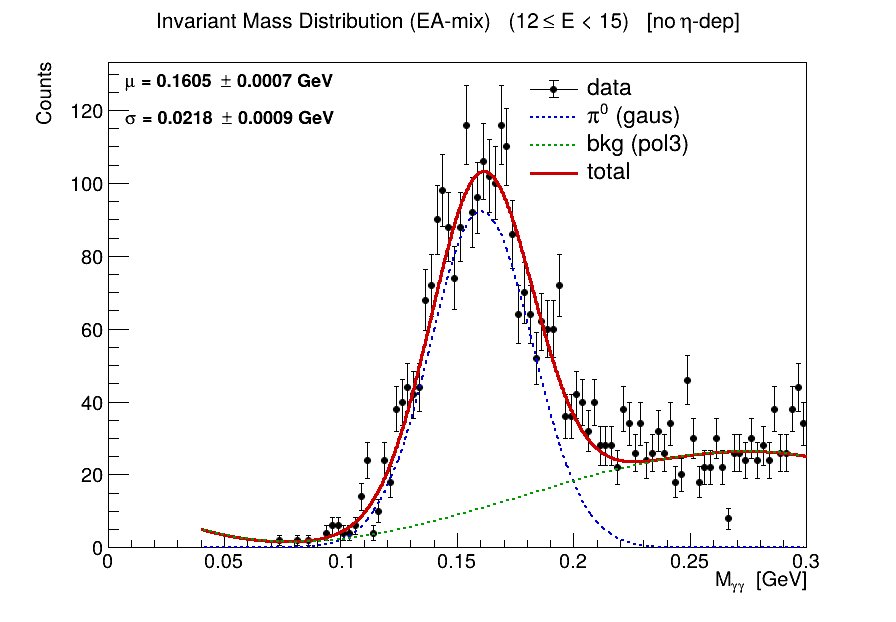 Invariant Mass Distribution (EA-mix) (12 ≤ E < 15) [no η-dep]
μ = 0.1605 ± 0.0007 GeV
σ = 0.0218 ± 0.0009 GeV
data
π⁰ (gaus)
bkg (pol3)
total
Counts
120
100
80
60
40
20
0
0 0.05 0.1 0.15 0.2 0.25 0.3
Mγγ [GeV]